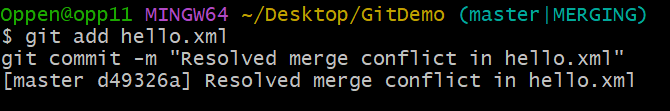 Oppen@opp11 MINGW64 ~/Desktop/GitDemo (master|MERGING)
$ git add hello.xml
git commit -m "Resolved merge conflict in hello.xml"
[master d49326a] Resolved merge conflict in hello.xml